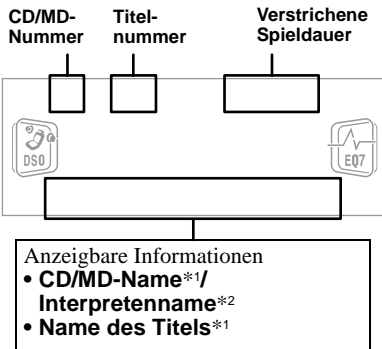 CD/MD-
Nummer
Titel-
nummer
Verstrichene
Spieldauer
DSO
EQ7
Anzeigbare Informationen
• CD/MD-Name*1/
Interpretenname*2
• Name des Titels*1